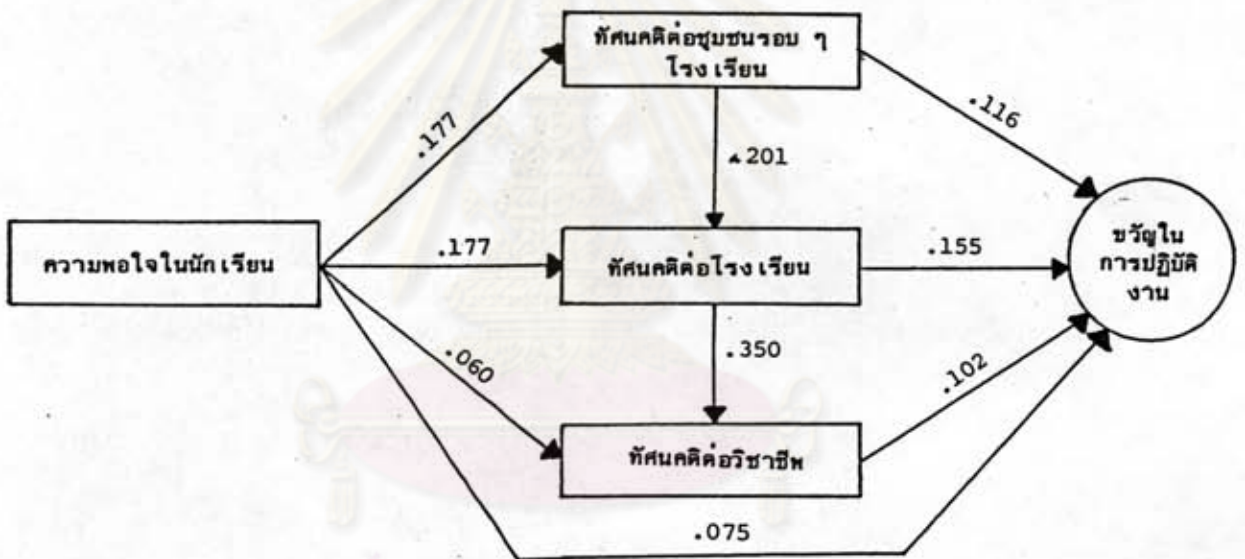 ทัศนคติต่อชุมชนรอบ ๆ
โรงเรียน
.177
.116
.201
ความพอใจในนักเรียน
.177
ทัศนคติต่อโรงเรียน
.155
ขวัญใน
การปฏิบัติ
งาน
.060
.350
.102
ทัศนคติต่อวิชาชีพ
.075